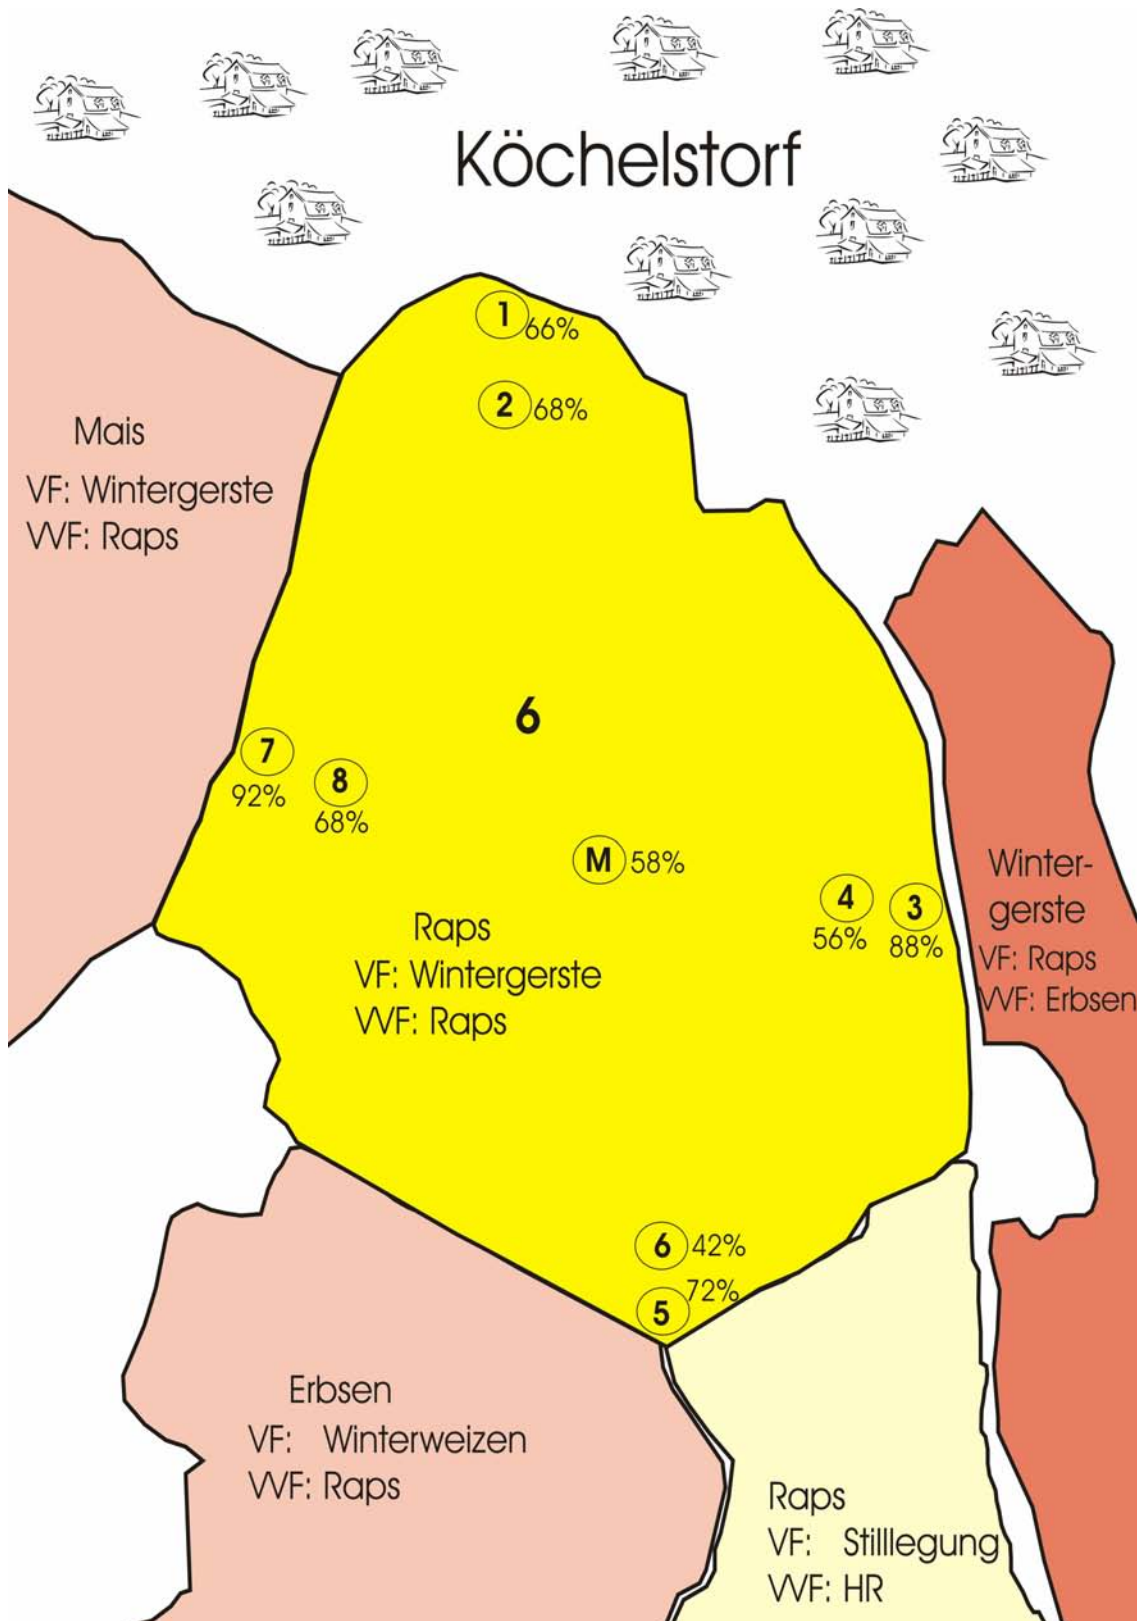 Köchelstorf
1
66%
2
68%
Mais
VF: Wintergerste
VVF: Raps
6
7
92%
8
68%
M
58%
4
56%
3
88%
Winter-
gerste
VF: Raps
VVF: Erbsen
Raps
VF: Wintergerste
VVF: Raps
6
42%
72%
5
Erbsen
VF: Winterweizen
VVF: Raps
Raps
VF: Stilllegung
VVF: HR